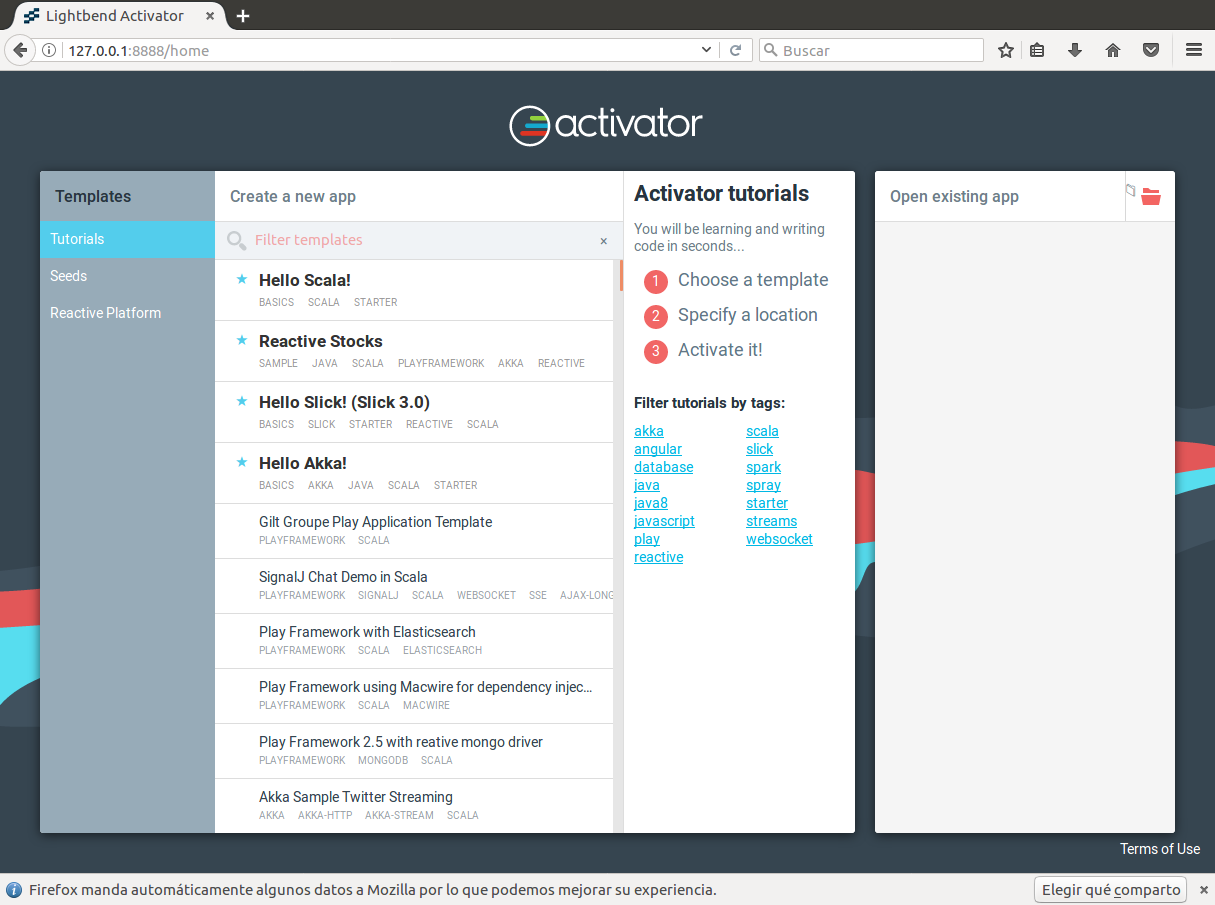 Lightbend Activator
127.0.0.1:8888/home
Buscar
activator
Templates
Tutorials
Seeds
Reactive Platform
Create a new app
Filter templates
Hello Scala!
BASICS SCALA STARTER
Reactive Stocks
SAMPLE JAVA SCALA PLAYFRAMEWORK AKKA REACTIVE
Hello Slick! (Slick 3.0)
BASICS SLICK STARTER REACTIVE SCALA
Hello Akka!
BASICS AKKA JAVA SCALA STARTER
Gilt Groupe Play Application Template
PLAYFRAMEWORK SCALA
SignalJ Chat Demo in Scala
PLAYFRAMEWORK SIGNALJ SCALA WEBSOCKET SSE AJAX-LONG
Play Framework with Elasticsearch
PLAYFRAMEWORK SCALA ELASTICSEARCH
Play Framework using Macwire for dependency injec...
PLAYFRAMEWORK SCALA MACWIRE
Play Framework 2.5 with reative mongo driver
PLAYFRAMEWORK MONGODB SCALA
Akka Sample Twitter Streaming
AKKA AKKA-HTTP AKKA-STREAM SCALA
Activator tutorials
You will be learning and writing
code in seconds...
1 Choose a template
2 Specify a location
3 Activate it!
Filter tutorials by tags:
akka
angular
database
java
java8
javascript
play
reactive
scala
slick
spark
spray
starter
streams
websocket
Open existing app
Terms of Use
Firefox manda automáticamente algunos datos a Mozilla por lo que podemos mejorar su experiencia.
Elegir qué comparto